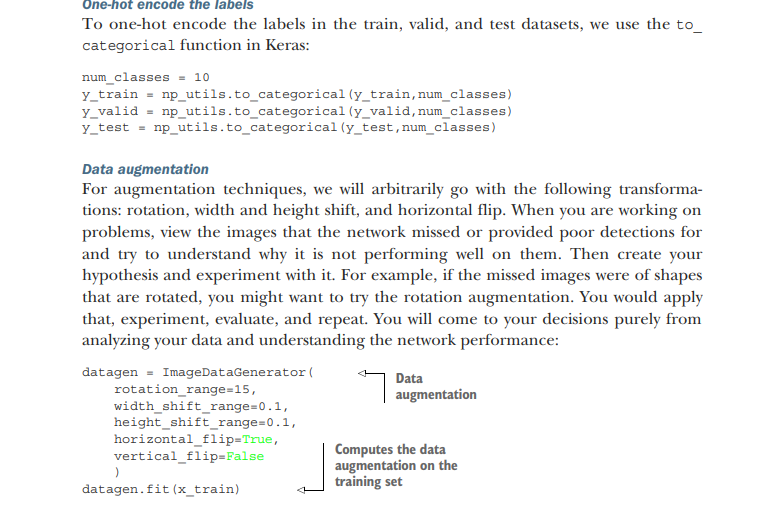 One-hot encode the labels
To one-hot encode the labels in the train, valid, and test datasets, we use the to_
categorical function in Keras:
num_classes = 10
y_train = np_utils.to_categorical(y_train,num_classes)
y_valid = np_utils.to_categorical(y_valid,num_classes)
y_test = np_utils.to_categorical(y_test,num_classes)
Data augmentation
For augmentation techniques, we will arbitrarily go with the following transforma-
tions: rotation, width and height shift, and horizontal flip. When you are working on
problems, view the images that the network missed or provided poor detections for
and try to understand why it is not performing well on them. Then create your
hypothesis and experiment with it. For example, if the missed images were of shapes
that are rotated, you might want to try the rotation augmentation. You would apply
that, experiment, evaluate, and repeat. You will come to your decisions purely from
analyzing your data and understanding the network performance:
datagen = ImageDataGenerator(
rotation_range=15,
width_shift_range=0.1,
height_shift_range=0.1,
horizontal_flip=True,
vertical_flip=False
)
datagen.fit(x_train)
Data
augmentation
Computes the data
augmentation on the
training set